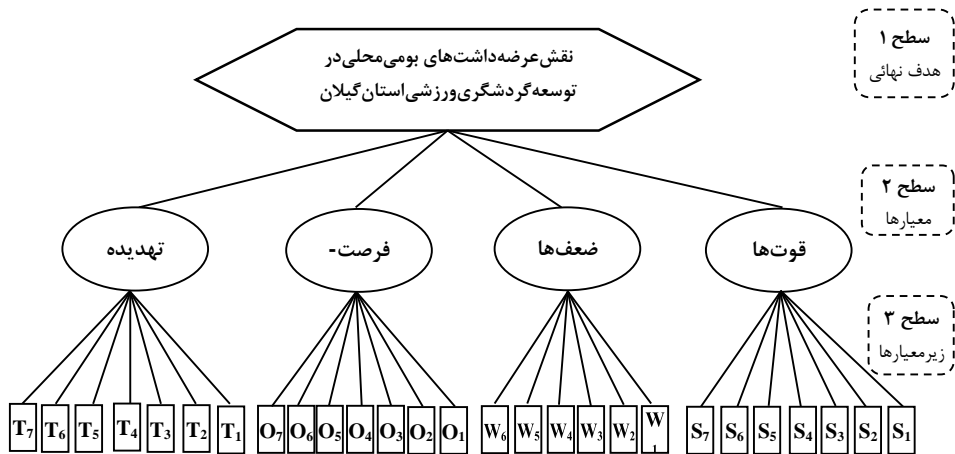 نقش عرضه‌داشت‌های بومی‌محلی در
توسعه گردشگری ورزشی استان گیلان
سطح ۱
هدف نهائی
سطح ۲
معیارها
قوت‌ها
ضعف‌ها
فرصت-
تهدیده
سطح ۳
زیرمعیارها
S1 S2 S3 S4 S5 S6 S7
W1 W2 W3 W4 W5 W6
O1 O2 O3 O4 O5 O6 O7
T1 T2 T3 T4 T5 T6 T7